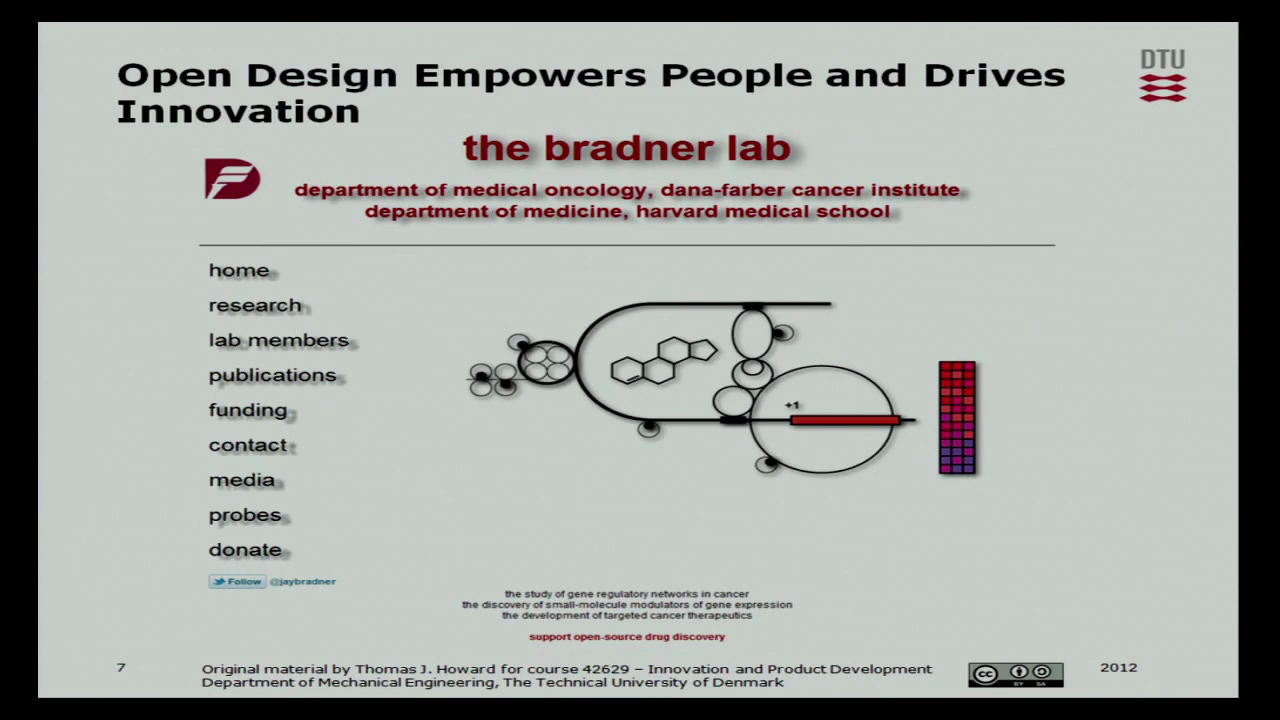 Open Design Empowers People and Drives
Innovation
DTU
the bradner lab
department of medical oncology, dana-farber cancer institute
department of medicine, harvard medical school
home
research
lab members
publications
funding
contact
media
probes
donate
Follow @jaybradner
+1
the study of gene regulatory networks in cancer
the discovery of small-molecule modulators of gene expression
the development of targeted cancer therapeutics
support open-source drug discovery
7
Original material by Thomas J. Howard for course 42629 – Innovation and Product Development
Department of Mechanical Engineering, The Technical University of Denmark
cc BY SA
2012